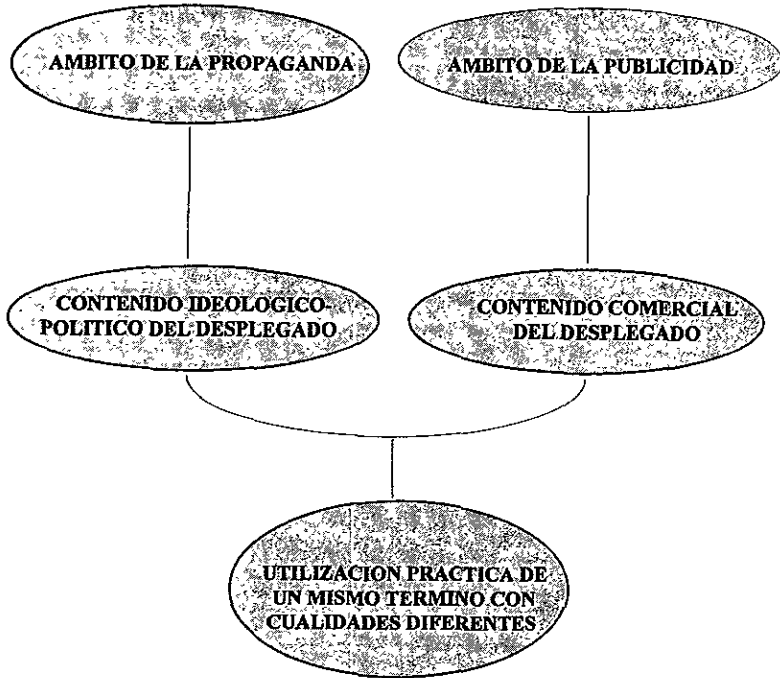 AMBITO DE LA PROPAGANDA
AMBITO DE LA PUBLICIDAD
CONTENIDO IDEOLOGICO-
POLITICO DEL DESPLEGADO
CONTENIDO COMERCIAL
DEL DESPLEGADO
UTILIZACION PRACTICA DE
UN MISMO TERMINO CON
CUALIDADES DIFERENTES